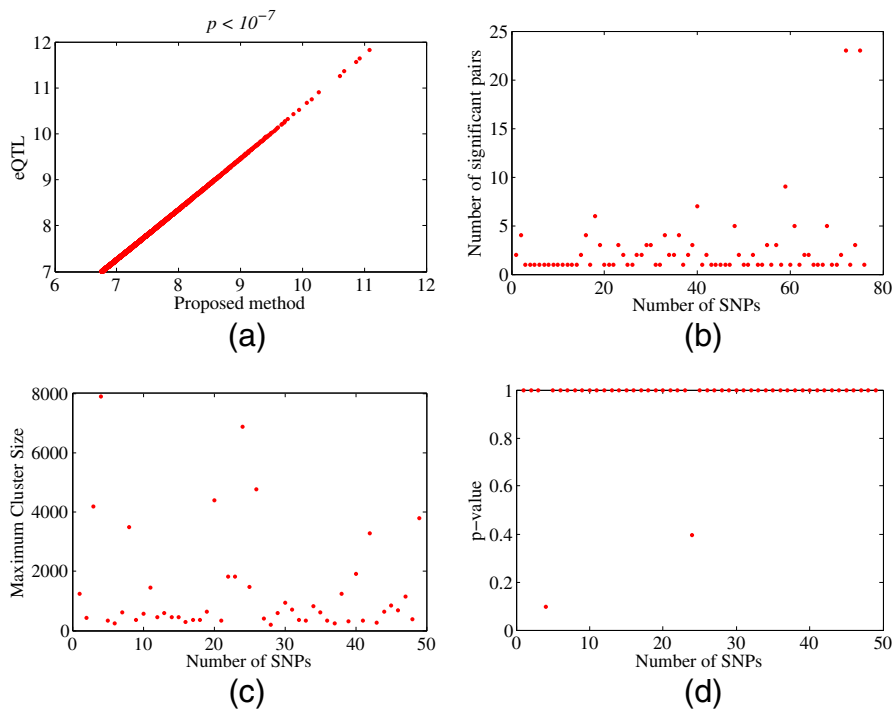 p < 10⁻⁷
12
11
10
9
8
7
eQTL
6 7 8 9 10 11 12
Proposed method
(a)
25
20
15
10
5
0
Number of significant pairs
0 20 40 60 80
Number of SNPs
(b)
8000
6000
4000
2000
0
Maximum Cluster Size
0 10 20 30 40 50
Number of SNPs
(c)
1
0.8
0.6
0.4
0.2
0
p−value
0 10 20 30 40 50
Number of SNPs
(d)